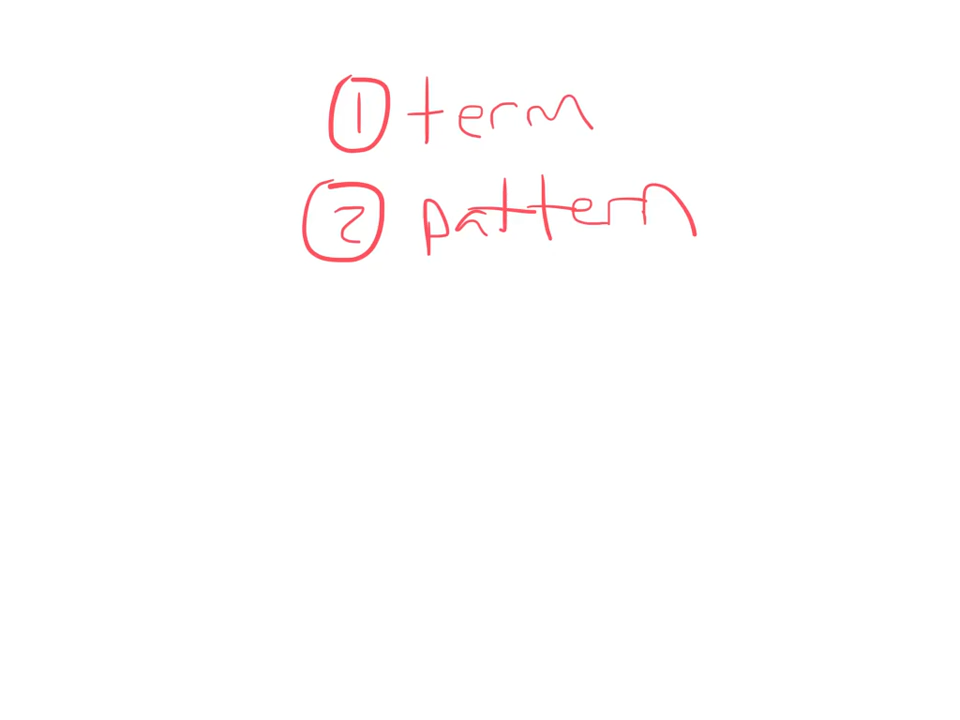 ① term
② pattern